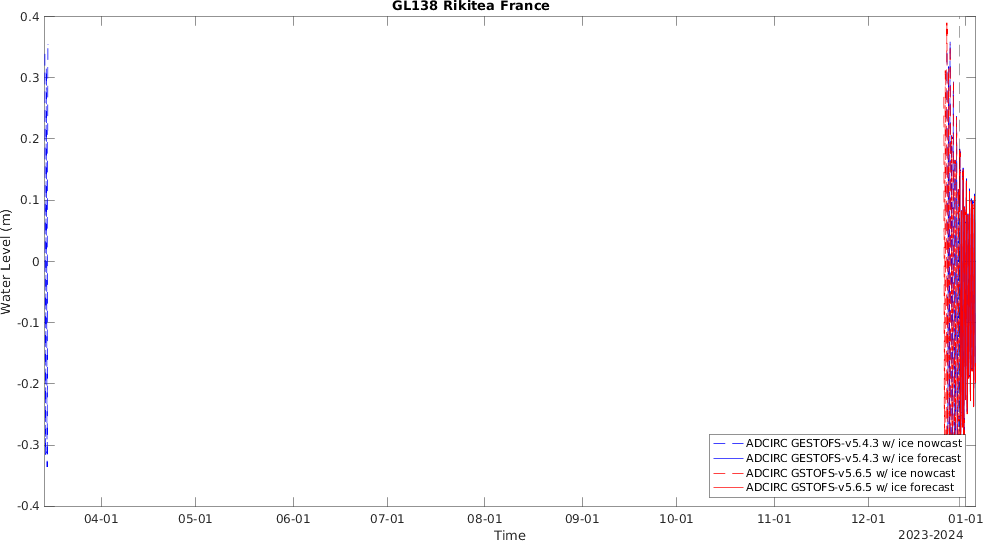 GL138 Rikitea France
0.4
0.3
0.2
0.1
0
-0.1
-0.2
-0.3
-0.4
Water Level (m)
ADCIRC GESTOFS-v5.4.3 w/ ice nowcast
ADCIRC GESTOFS-v5.4.3 w/ ice forecast
ADCIRC GSTOFS-v5.6.5 w/ ice nowcast
ADCIRC GSTOFS-v5.6.5 w/ ice forecast
04-01 05-01 06-01 07-01 08-01 09-01 10-01 11-01 12-01 01-01
Time
2023-2024